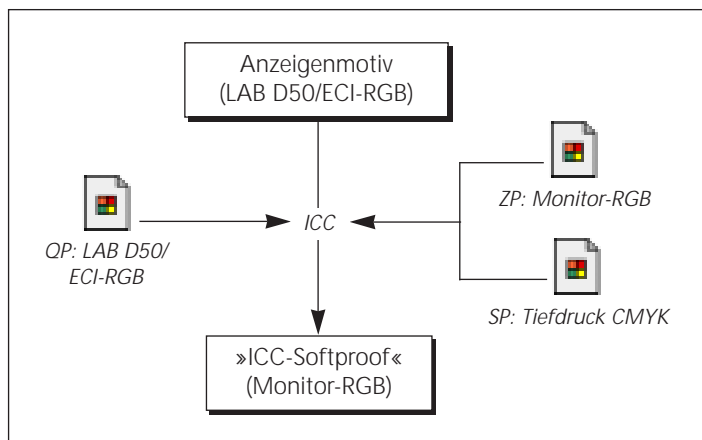 Anzeigenmotiv
(LAB D50/ECI-RGB)
ZP: Monitor-RGB
ICC
QP: LAB D50/
ECI-RGB
SP: Tiefdruck CMYK
»ICC-Softproof«
(Monitor-RGB)